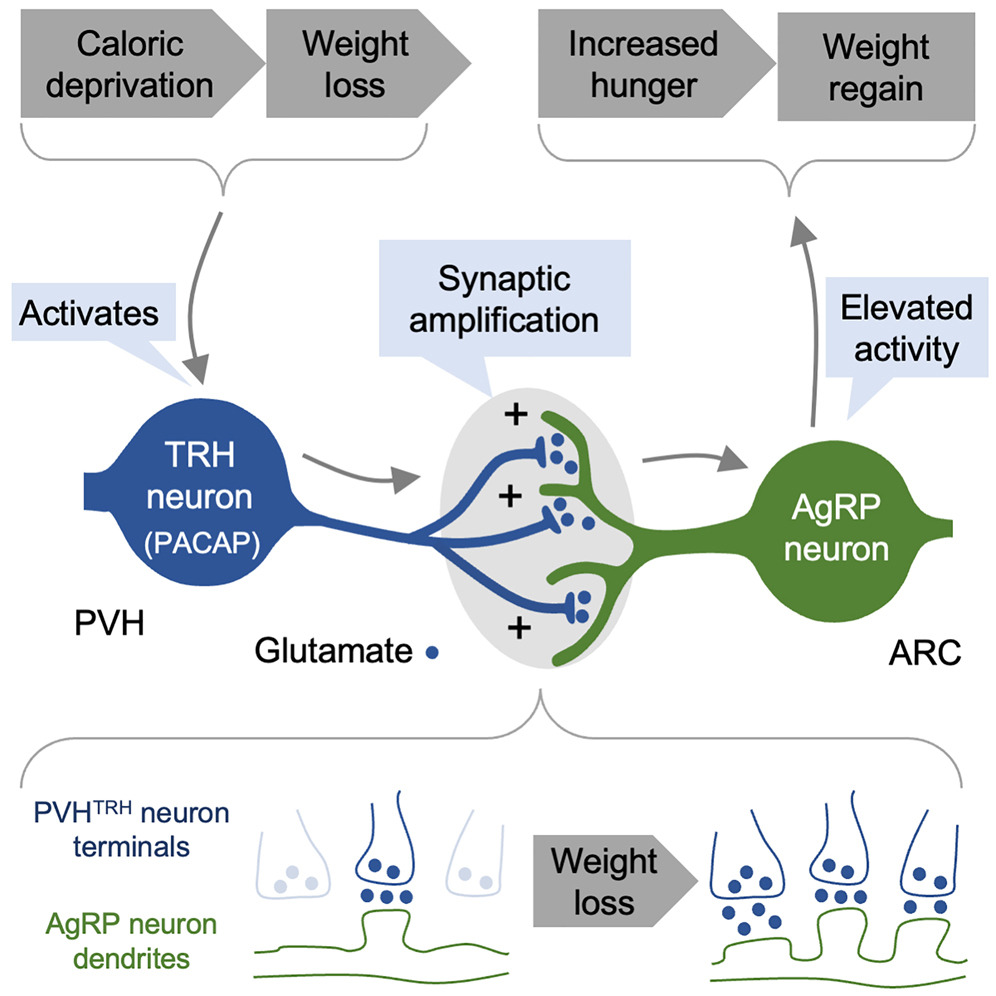 Caloric
deprivation
Weight
loss
Increased
hunger
Weight
regain
Activates
Synaptic
amplification
Elevated
activity
+
+
+
TRH
neuron
(PACAP)
AgRP
neuron
PVH
Glutamate
ARC
PVHTRH neuron
terminals
Weight
loss
AgRP neuron
dendrites